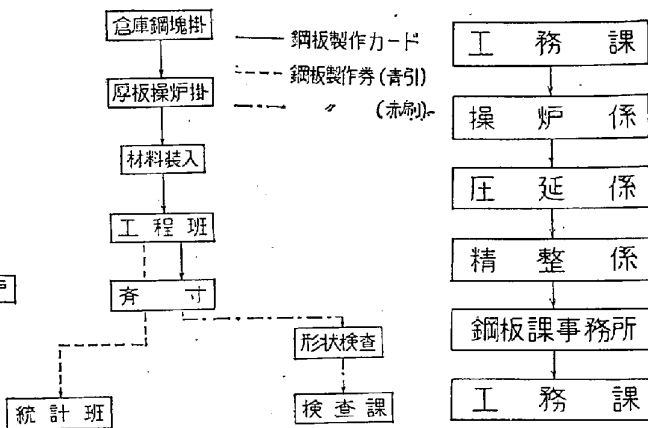 倉庫鋼塊掛
鋼板製作カード
鋼板製作券(青引)
〃 (赤刷)
厚板操炉掛
材料装入
工程班
斉寸
形状検査
統計班
検査課
工務課
操炉係
圧延係
精整係
鋼板課事務所
工務課